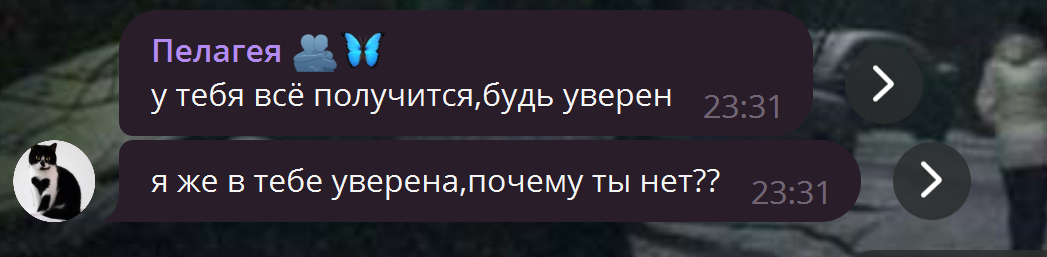 Пелагея 🫂🦋
у тебя всё получится,будь уверен 23:31
я же в тебе уверена,почему ты нет?? 23:31